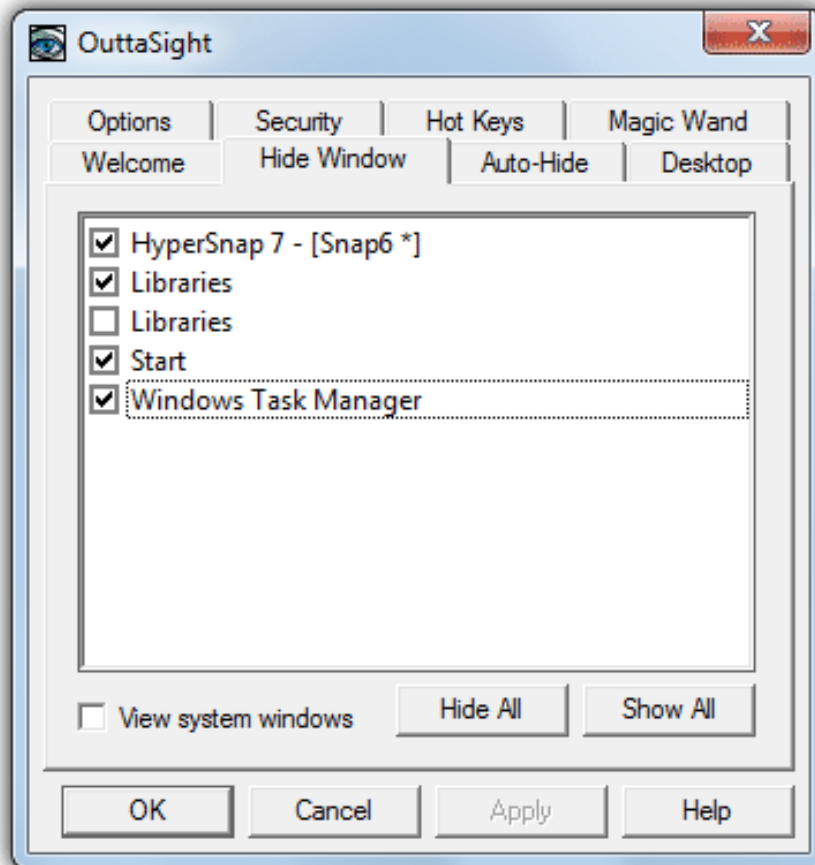 OuttaSight
Options Security Hot Keys Magic Wand
Welcome Hide Window Auto-Hide Desktop
HyperSnap 7 - [Snap6 *]
Libraries
Libraries
Start
Windows Task Manager
View system windows Hide All Show All
OK Cancel Apply Help